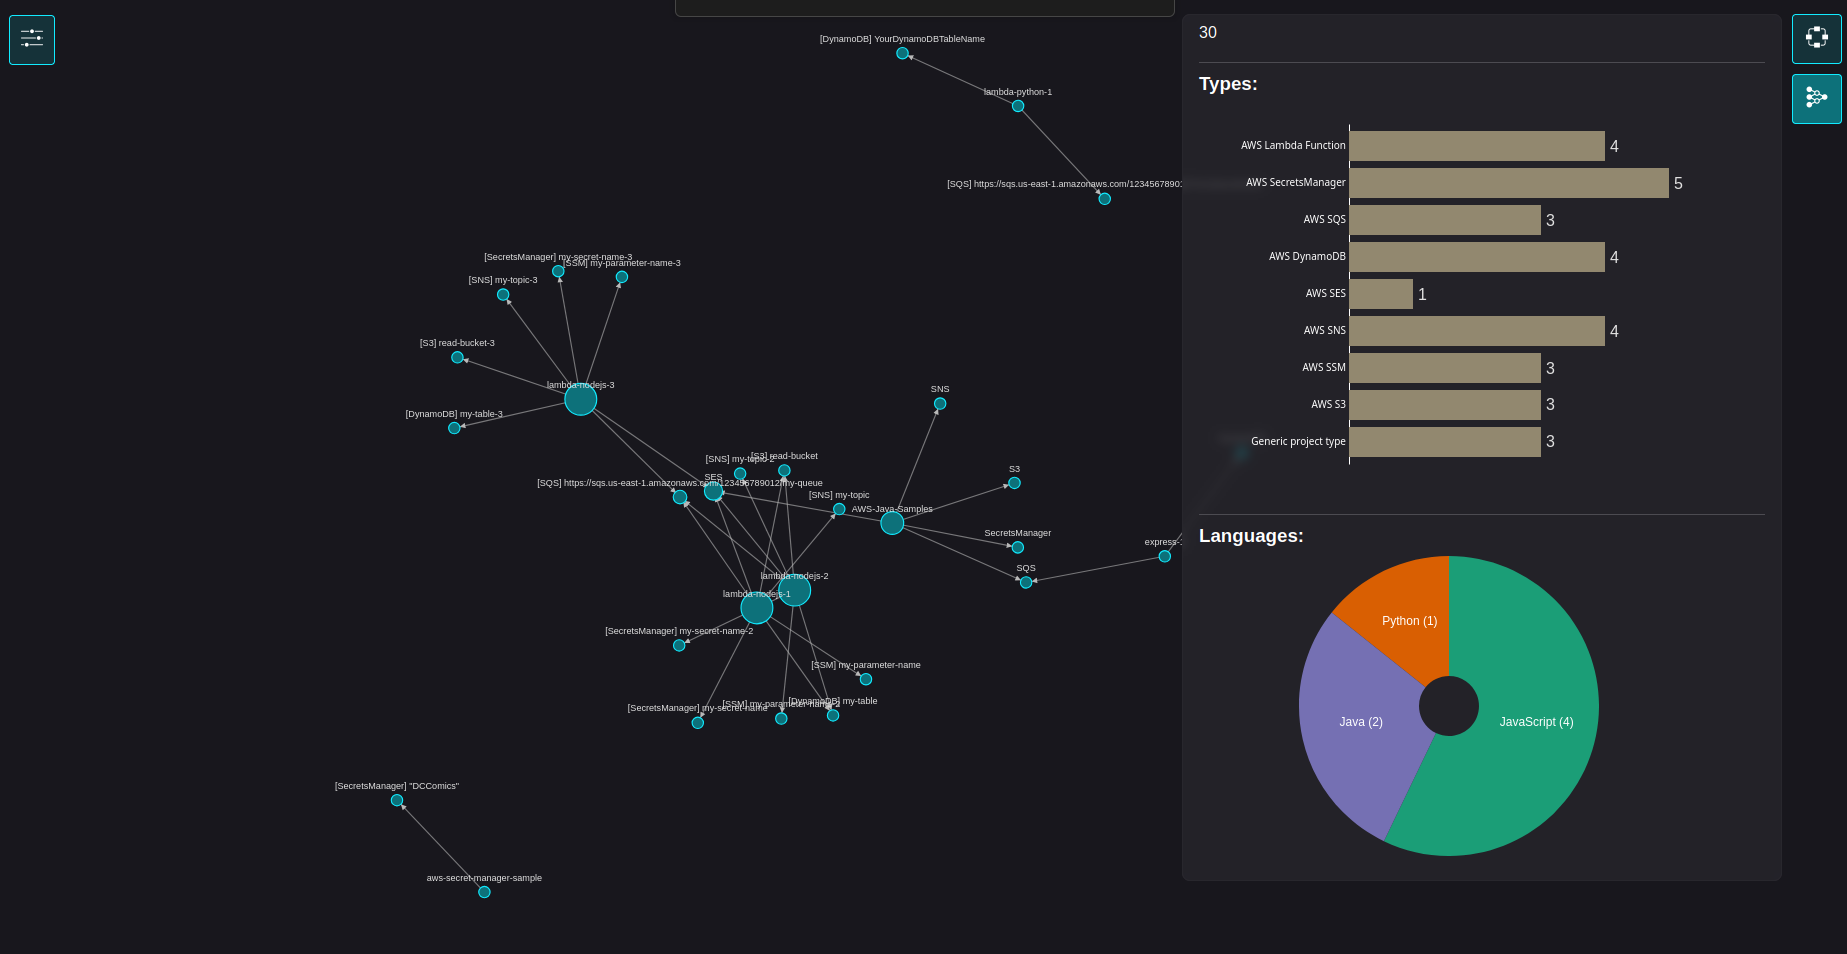 30
Types:
AWS Lambda Function
4
AWS SecretsManager
5
AWS SQS
3
AWS DynamoDB
4
AWS SES
1
AWS SNS
4
AWS SSM
3
AWS S3
3
Generic project type
3
Languages:
Python (1)
Java (2)
JavaScript (4)
[DynamoDB] YourDynamoDBTableName
lambda-python-1
[SQS] https://sqs.us-east-1.amazonaws.com/1234567890
[SecretsManager] my-secret-name-3
[SSM] my-parameter-name-3
[SNS] my-topic-3
[S3] read-bucket-3
lambda-nodejs-3
[DynamoDB] my-table-3
SNS
[SNS] my-topic-2
[S3] read-bucket
SES
[SQS] https://sqs.us-east-1.amazonaws.com/123456789012/my-queue
S3
[SNS] my-topic
AWS-Java-Samples
SecretsManager
express-
SQS
lambda-nodejs-2
lambda-nodejs-1
[SecretsManager] my-secret-name-2
[SSM] my-parameter-name
[SecretsManager] my-secret-name
[SSM] my-parameter-name-2
[DynamoDB] my-table
[SecretsManager] "DCComics"
aws-secret-manager-sample